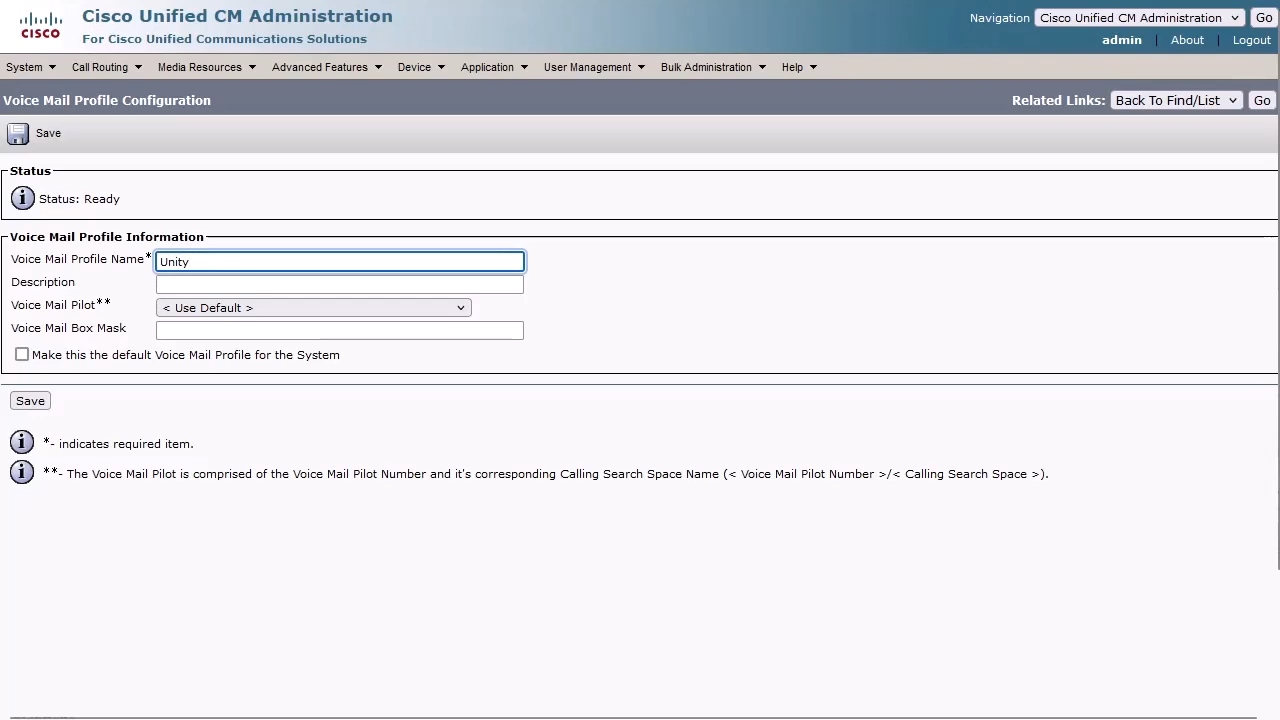 Cisco Unified CM Administration
For Cisco Unified Communications Solutions
CISCO
Navigation Cisco Unified CM Administration Go
admin | About | Logout
System Call Routing Media Resources Advanced Features Device Application User Management Bulk Administration Help
Voice Mail Profile Configuration
Related Links: Back To Find/List Go
Save
Status
Status: Ready
Voice Mail Profile Information
Voice Mail Profile Name* Unity
Description
Voice Mail Pilot** < Use Default >
Voice Mail Box Mask
Make this the default Voice Mail Profile for the System
Save
*- indicates required item.
**- The Voice Mail Pilot is comprised of the Voice Mail Pilot Number and it's corresponding Calling Search Space Name (< Voice Mail Pilot Number >/< Calling Search Space >).